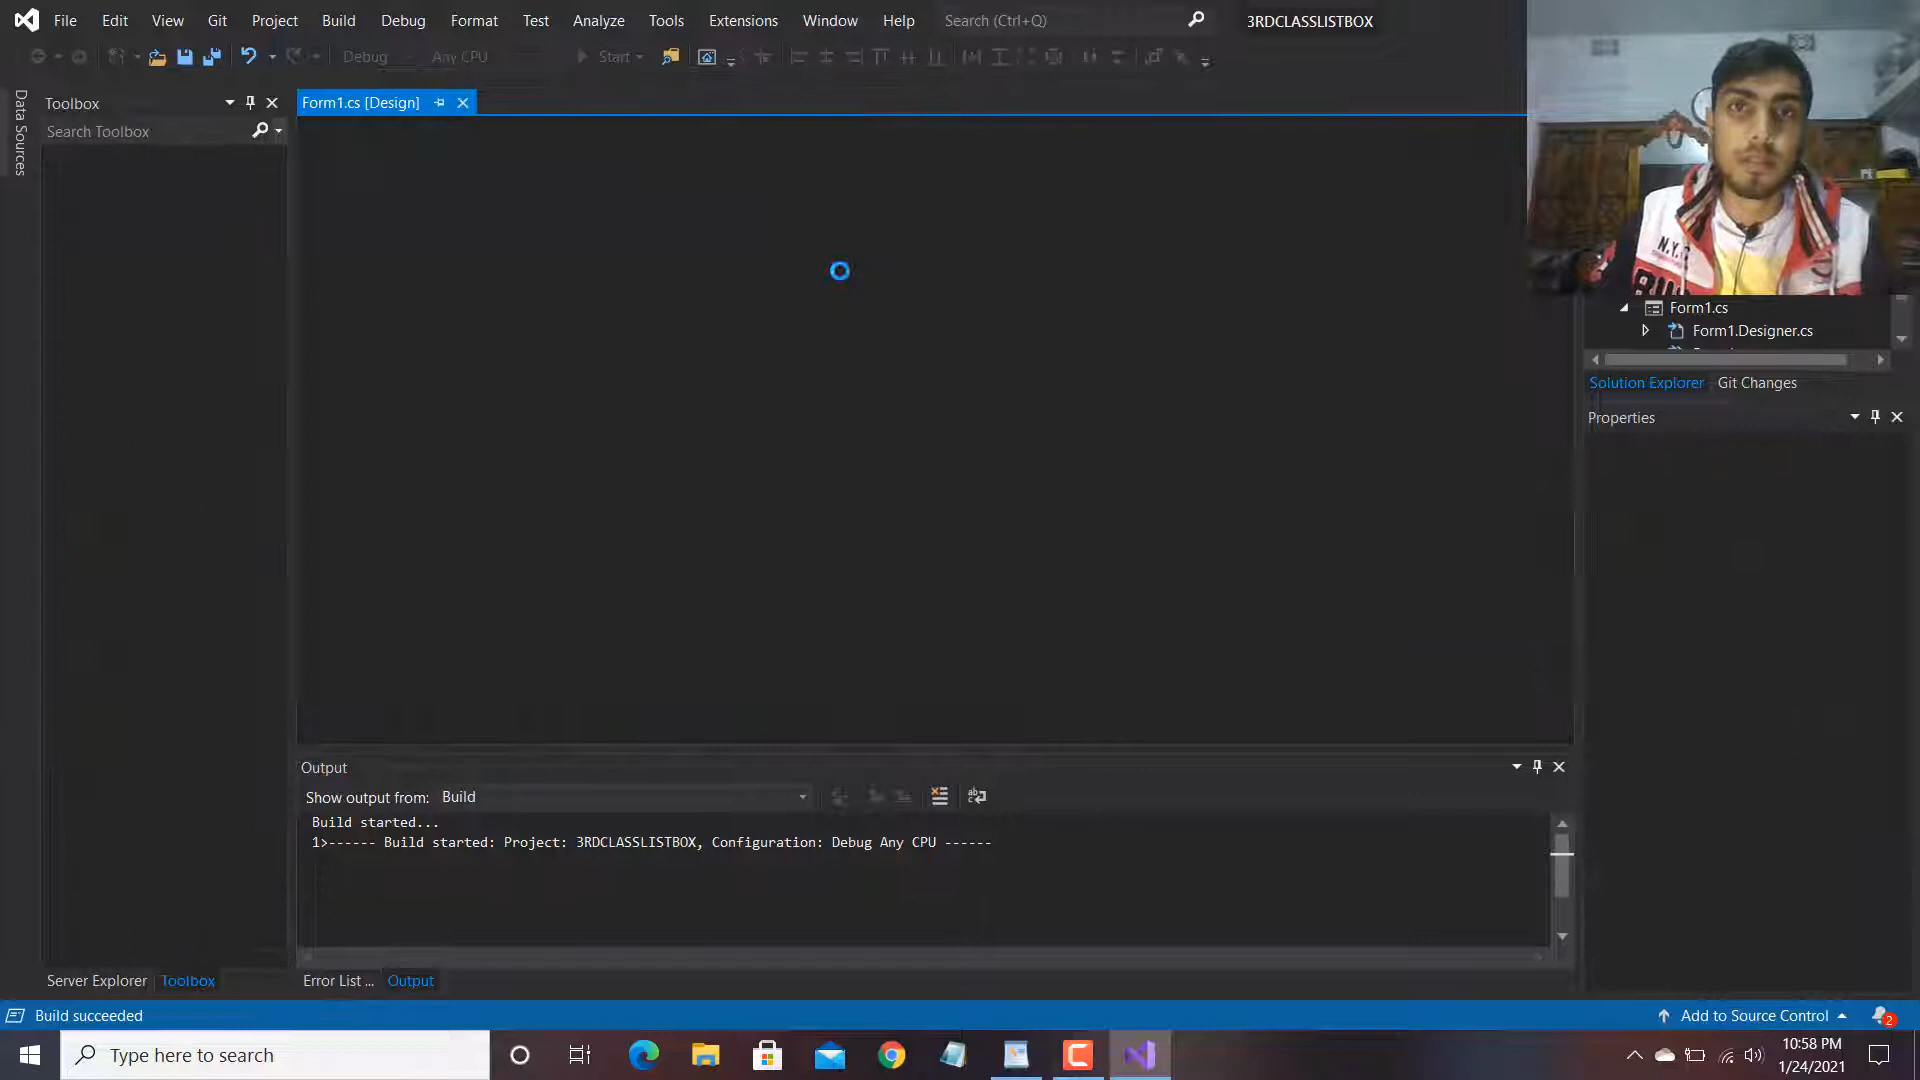 File Edit View Git Project Build Debug Format Test Analyze Tools Extensions Window Help Search (Ctrl+Q) 3RDCLASSLISTBOX
Debug Any CPU Start
Data Sources
Toolbox
Search Toolbox
Form1.cs [Design]
N.Y.
Form1.cs
Form1.Designer.cs
Solution Explorer Git Changes
Properties
Output
Show output from: Build
Build started...
1>------ Build started: Project: 3RDCLASSLISTBOX, Configuration: Debug Any CPU ------
Server Explorer Toolbox
Error List ... Output
Build succeeded
Add to Source Control
2
Type here to search
10:58 PM
1/24/2021